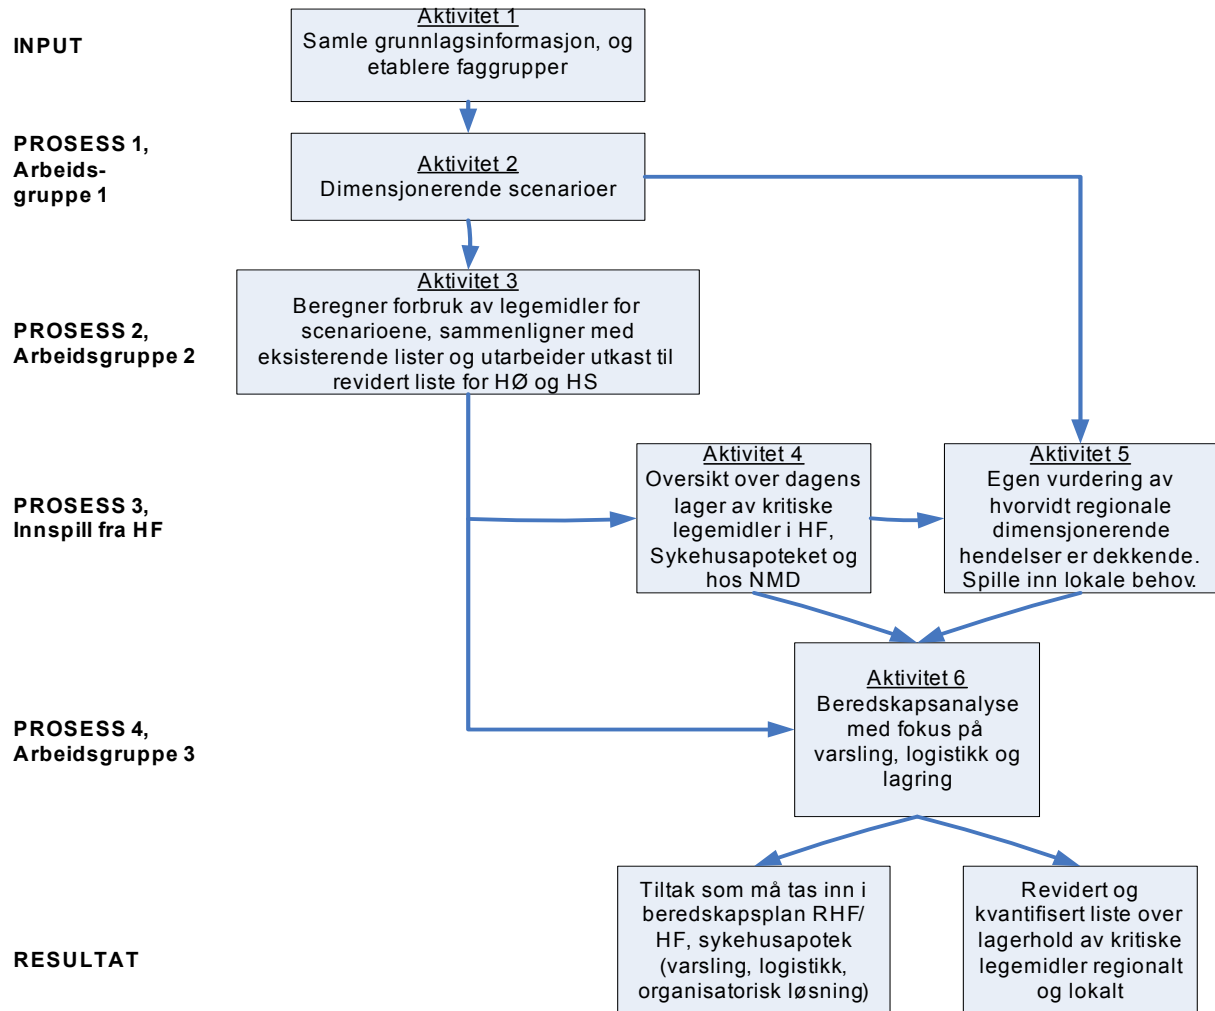 INPUT
Aktivitet 1
Samle grunnlagsinformasjon, og
etablere faggrupper
PROSESS 1,
Arbeids-
gruppe 1
Aktivitet 2
Dimensjonerende scenarioer
PROSESS 2,
Arbeidsgruppe 2
Aktivitet 3
Beregner forbruk av legemidler for
scenarioene, sammenligner med
eksisterende lister og utarbeider utkast til
revidert liste for HØ og HS
PROSESS 3,
Innspill fra HF
Aktivitet 4
Oversikt over dagens
lager av kritiske
legemidler i HF,
Sykehusapoteket og
hos NMD
Aktivitet 5
Egen vurdering av
hvorvidt regionale
dimensjonerende
hendelser er dekkende.
Spille inn lokale behov.
PROSESS 4,
Arbeidsgruppe 3
Aktivitet 6
Beredskapsanalyse
med fokus på
varsling, logistikk og
lagring
RESULTAT
Tiltak som må tas inn i
beredskapsplan RHF/
HF, sykehusapotek
(varsling, logistikk,
organisatorisk løsning)
Revidert og
kvantifisert liste over
lagerhold av kritiske
legemidler regionalt
og lokalt